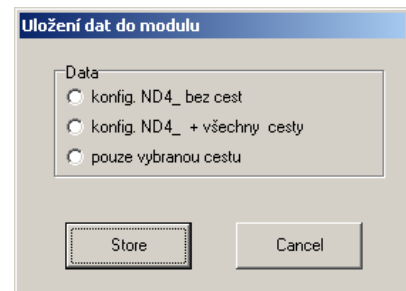 Uložení dat do modulu
Data
konfig. ND4_ bez cest
konfig. ND4_ + všechny cesty
pouze vybranou cestu
Store
Cancel